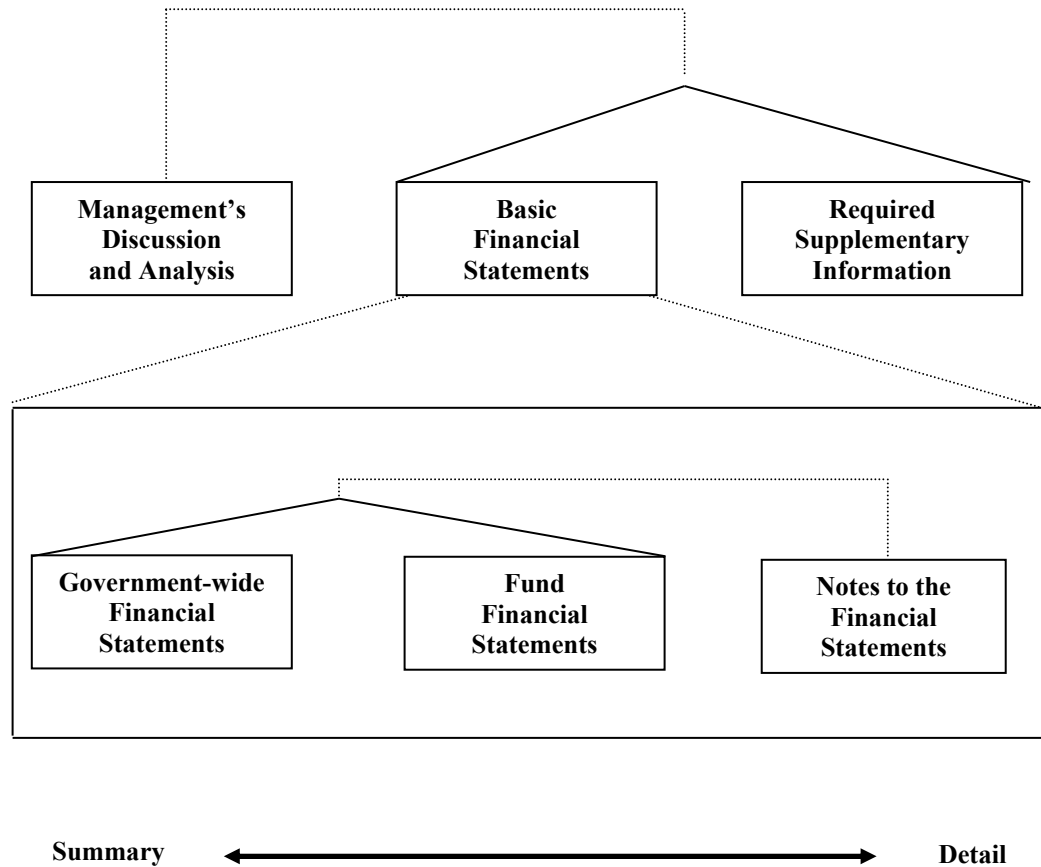 Management’s
Discussion
and Analysis
Basic
Financial
Statements
Required
Supplementary
Information
Government-wide
Financial
Statements
Fund
Financial
Statements
Notes to the
Financial
Statements
Summary
Detail